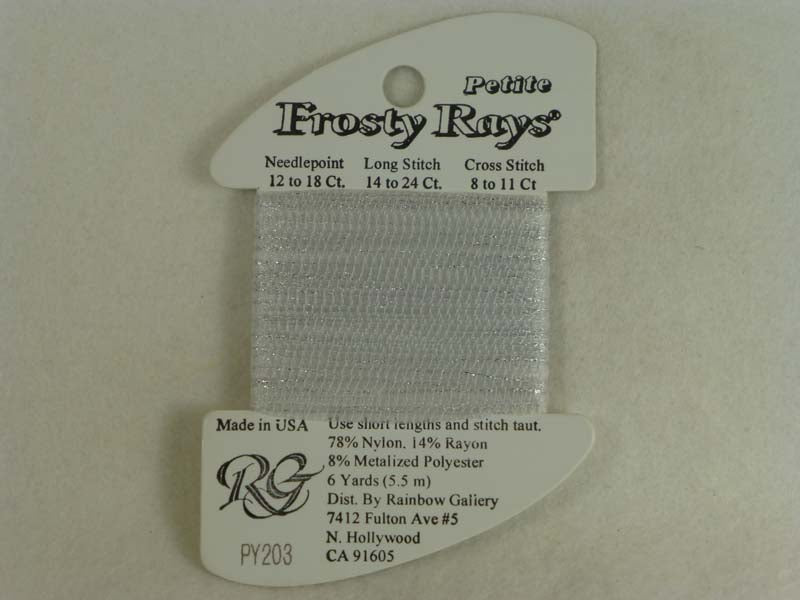 Petite
Frosty Rays®
Needlepoint Long Stitch Cross Stitch
12 to 18 Ct. 14 to 24 Ct. 8 to 11 Ct
Made in USA
Use short lengths and stitch taut.
78% Nylon, 14% Rayon
8% Metalized Polyester
6 Yards (5.5 m)
Dist. By Rainbow Gallery
7412 Fulton Ave #5
N. Hollywood
CA 91605
RG
PY203